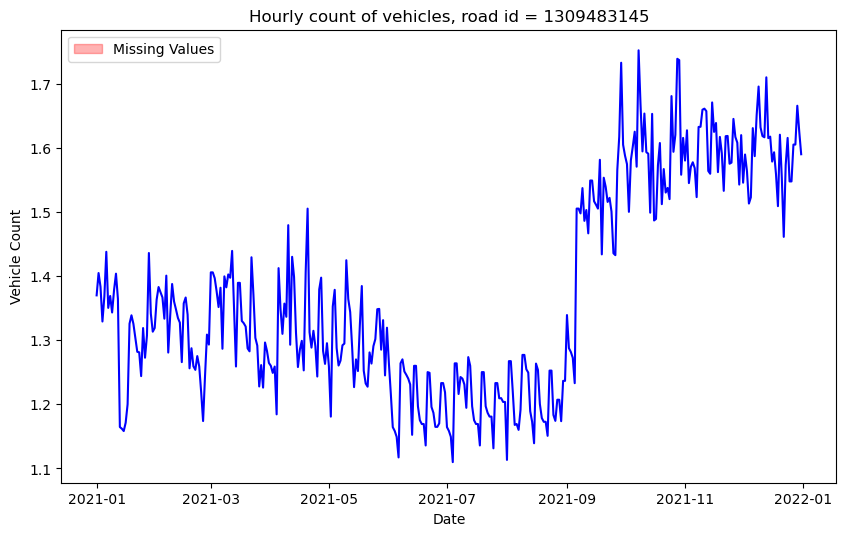 Hourly count of vehicles, road id = 1309483145
Missing Values
Vehicle Count
1.7
1.6
1.5
1.4
1.3
1.2
1.1
2021-01 2021-03 2021-05 2021-07 2021-09 2021-11 2022-01
Date